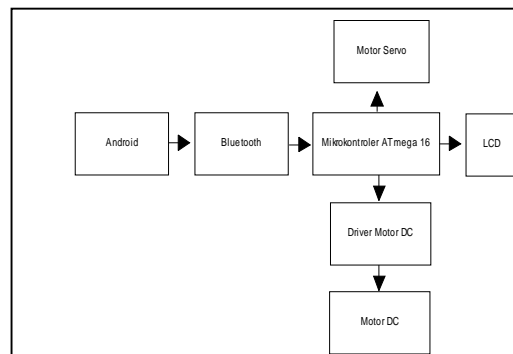 Motor Servo
Android
Bluetooth
Mikrokontroler ATmega 16
LCD
Driver Motor DC
Motor DC